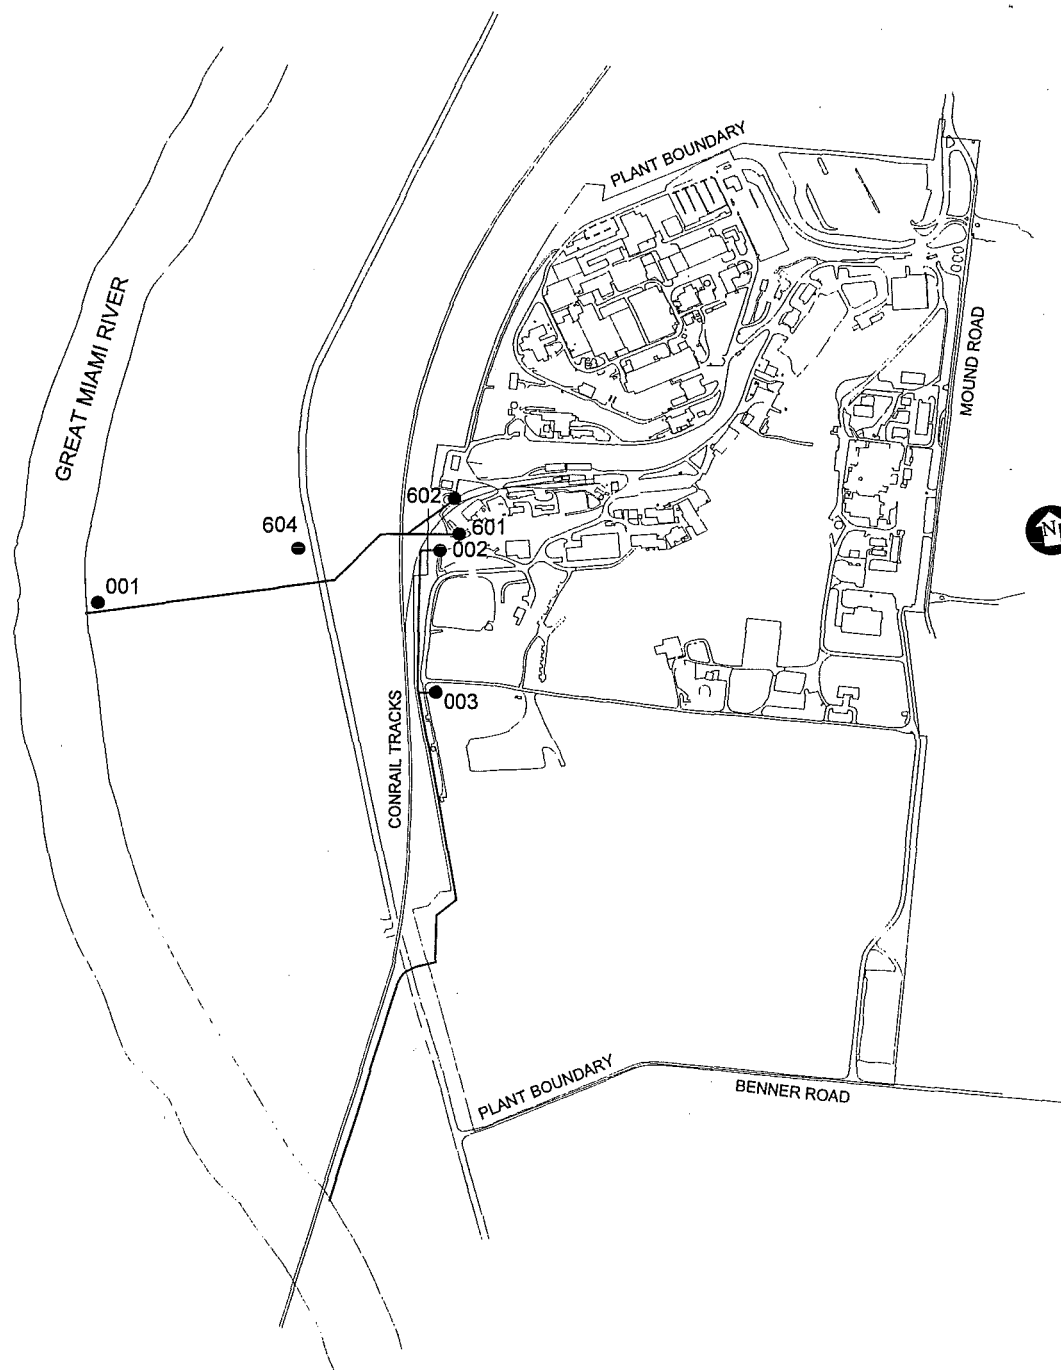 PLANT BOUNDARY
GREAT MIAMI RIVER
MOUND ROAD
602
604
601
N
002
001
003
CONRAIL TRACKS
PLANT BOUNDARY
BENNER ROAD